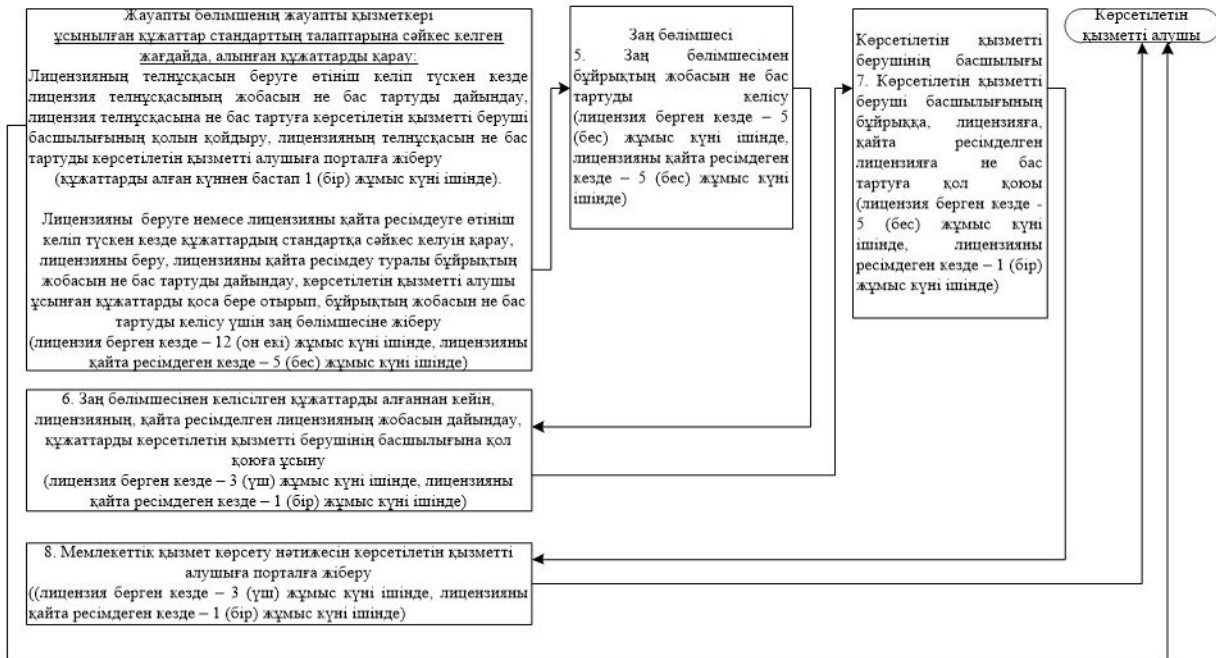 Жауапты бөлімшенің жауапты қызметкері
ұсынылған құжаттар стандарттың талаптарына сәйкес келген
жағдайда, алынған құжаттарды қарау:
Лицензияның телнұсқасын беруге өтініш келіп түскен кезде
лицензия телнұсқасының жобасын не бас тартуды дайындау,
лицензия телнұсқасына не бас тартуға көрсетілетін қызметті беруші
басшылығының қолын қойдыру, лицензияның телнұсқасын не бас
тартуды көрсетілетін қызметті алушыға порталға жіберу
(құжаттарды алған күннен бастап 1 (бір) жұмыс күні ішінде).
Лицензияны беруге немесе лицензияны қайта ресімдеуге өтініш
келіп түскен кезде құжаттардың стандартқа сәйкес келуін қарау,
лицензияны беру, лицензияны қайта ресімдеу туралы бұйрықтың
жобасын не бас тартуды дайындау, көрсетілетін қызметті алушы
ұсынған құжаттарды қоса бере отырып, бұйрықтың жобасын не бас
тартуды келісу үшін заң бөлімшесіне жіберу
(лицензия берген кезде – 12 (он екі) жұмыс күні ішінде, лицензияны
қайта ресімдеген кезде – 5 (бес) жұмыс күні ішінде)
Заң бөлімшесі
5. Заң бөлімшесімен
бұйрықтың жобасын не бас
тартуды келісу
(лицензия берген кезде – 5
(бес) жұмыс күні ішінде,
лицензияны қайта ресімдеген
кезде – 5 (бес) жұмыс күні
ішінде)
Көрсетілетін қызметті
берушінің басшылығы
7. Көрсетілетін қызметті
беруші басшылығының
бұйрыққа, лицензияға,
қайта ресімделген
лицензияға не бас
тартуға қол қоюы
(лицензия берген кезде -
5 (бес) жұмыс күні
ішінде, лицензияны
ресімдеген кезде – 1 (бір)
жұмыс күні ішінде)
Көрсетілетін
қызметті алушы
6. Заң бөлімшесінен келісілген құжаттарды алғаннан кейін,
лицензияның, қайта ресімделген лицензияның жобасын дайындау,
құжаттарды көрсетілетін қызметті берушінің басшылығына қол
қоюға ұсыну
(лицензия берген кезде – 3 (үш) жұмыс күні ішінде, лицензияны
қайта ресімдеген кезде – 1 (бір) жұмыс күні ішінде)
8. Мемлекеттік қызмет көрсету нәтижесін көрсетілетін қызметті
алушыға порталға жіберу
((лицензия берген кезде – 3 (үш) жұмыс күні ішінде, лицензияны
қайта ресімдеген кезде – 1 (бір) жұмыс күні ішінде)